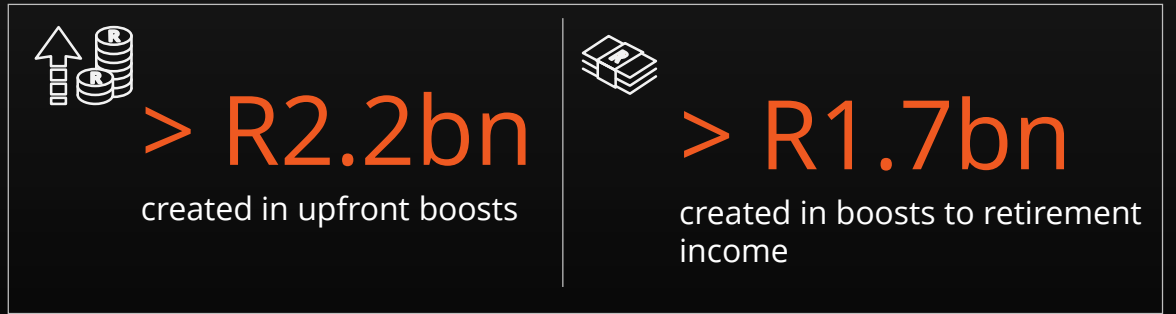 R
R
> R2.2bn
created in upfront boosts
R
> R1.7bn
created in boosts to retirement
income